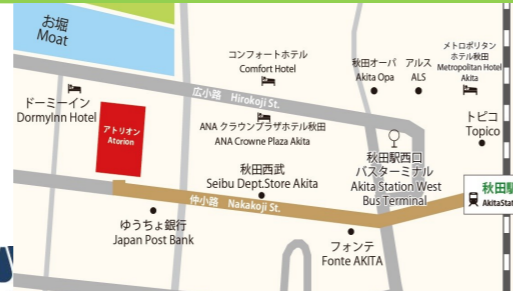 お堀
Moat
コンフォートホテル
Comfort Hotel
秋田オーパ
Akita Opa
アルス
ALS
メトロポリタン
ホテル秋田
Metropolitan Hotel
Akita
ドーミーイン
DormyInn Hotel
広小路 Hirokoji St.
トピコ
Topico
アトリオン
Atorion
ANA クラウンプラザホテル秋田
ANA Crowne Plaza Akita
秋田駅西口
バスターミナル
Akita Station West
Bus Terminal
秋田西武
Seibu Dept.Store Akita
秋田駅
AkitaStat
仲小路 Nakakoji St.
ゆうちょ銀行
Japan Post Bank
フォンテ
Fonte AKITA